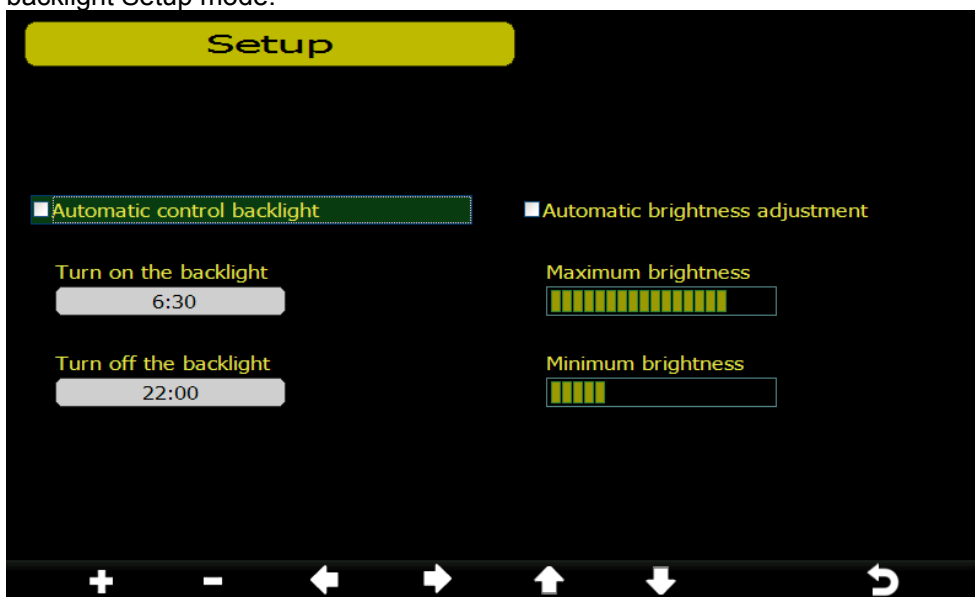 backlight Setup mode.
Setup
Automatic control backlight
Automatic brightness adjustment
Turn on the backlight
Maximum brightness
6:30
Turn off the backlight
Minimum brightness
22:00